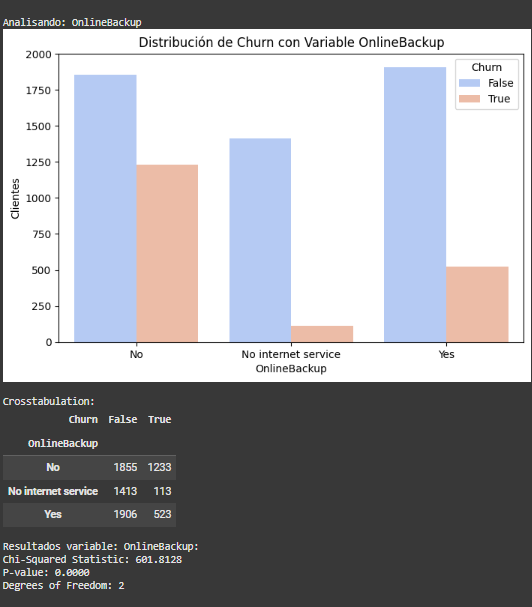 Analisando: OnlineBackup
Distribución de Churn con Variable OnlineBackup
Churn
False
True
2000
1750
1500
1250
1000
750
500
250
0
Clientes
No No internet service Yes
OnlineBackup
Crosstabulation:
Churn False True
OnlineBackup
No 1855 1233
No internet service 1413 113
Yes 1906 523
Resultados variable: OnlineBackup:
Chi-Squared Statistic: 601.8128
P-value: 0.0000
Degrees of Freedom: 2